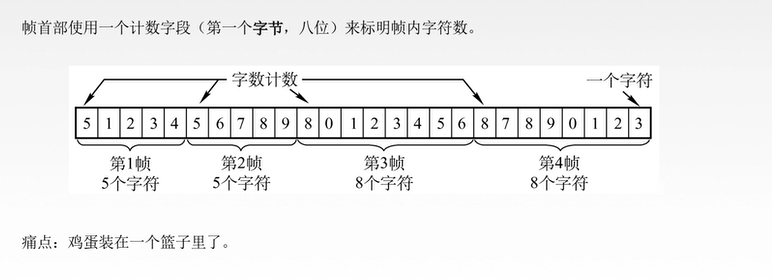 帧首部使用一个计数字段（第一个字节，八位）来标明帧内字符数。
字数计数
一个字符
5 1 2 3 4 5 6 7 8 9 8 0 1 2 3 4 5 6 8 7 8 9 0 1 2 3
第1帧 第2帧 第3帧 第4帧
5个字符 5个字符 8个字符 8个字符
痛点：鸡蛋装在一个篮子里了。